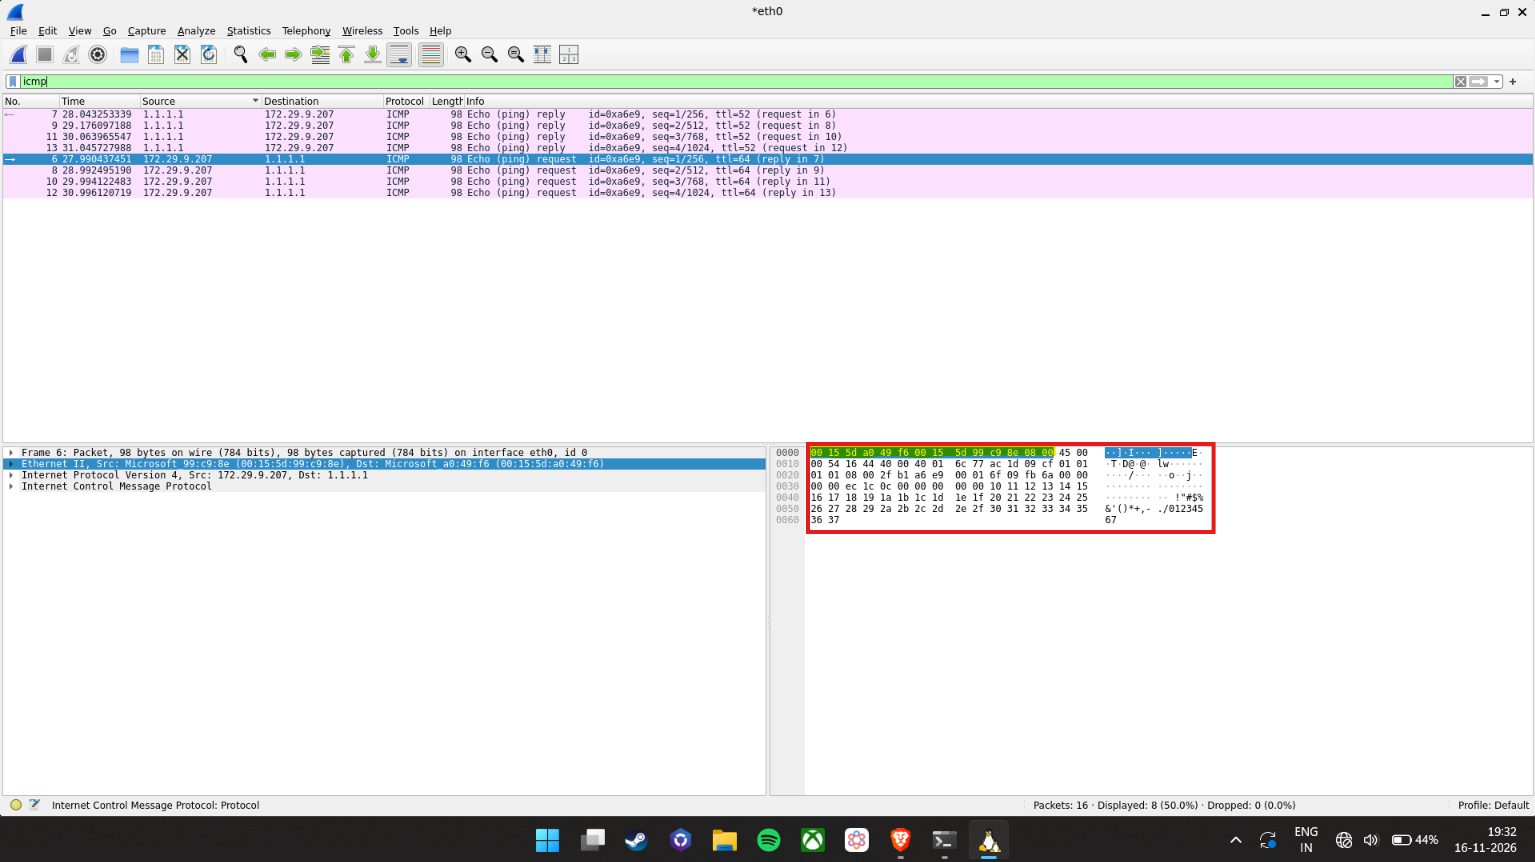 *eth0
File Edit View Go Capture Analyze Statistics Telephony Wireless Tools Help
icmp
No. Time Source Destination Protocol Length Info
7 28.043253339 1.1.1.1 172.29.9.207 ICMP 98 Echo (ping) reply id=0xa6e9, seq=1/256, ttl=52 (request in 6)
9 29.176097188 1.1.1.1 172.29.9.207 ICMP 98 Echo (ping) reply id=0xa6e9, seq=2/512, ttl=52 (request in 8)
11 30.063965547 1.1.1.1 172.29.9.207 ICMP 98 Echo (ping) reply id=0xa6e9, seq=3/768, ttl=52 (request in 10)
13 31.045727988 1.1.1.1 172.29.9.207 ICMP 98 Echo (ping) reply id=0xa6e9, seq=4/1024, ttl=52 (request in 12)
6 27.990437451 172.29.9.207 1.1.1.1 ICMP 98 Echo (ping) request id=0xa6e9, seq=1/256, ttl=64 (reply in 7)
8 28.992495190 172.29.9.207 1.1.1.1 ICMP 98 Echo (ping) request id=0xa6e9, seq=2/512, ttl=64 (reply in 9)
10 29.994122483 172.29.9.207 1.1.1.1 ICMP 98 Echo (ping) request id=0xa6e9, seq=3/768, ttl=64 (reply in 11)
12 30.996120719 172.29.9.207 1.1.1.1 ICMP 98 Echo (ping) request id=0xa6e9, seq=4/1024, ttl=64 (reply in 13)
Frame 6: Packet, 98 bytes on wire (784 bits), 98 bytes captured (784 bits) on interface eth0, id 0
Ethernet II, Src: Microsoft_99:c9:8e (00:15:5d:99:c9:8e), Dst: Microsoft_a0:49:f6 (00:15:5d:a0:49:f6)
Internet Protocol Version 4, Src: 172.29.9.207, Dst: 1.1.1.1
Internet Control Message Protocol
0000 00 15 5d a0 49 f6 00 15 5d 99 c9 8e 08 00 45 00 ··]·I···]·····E·
0010 00 54 16 44 40 00 40 01 6c 77 ac 1d 09 cf 01 01 ·T·D@·@·lw······
0020 01 01 08 00 2f b1 a6 e9 00 01 6f 09 fb 6a 00 00 ····/·····o··j··
0030 00 00 ec 1c 0c 00 00 00 00 00 10 11 12 13 14 15 ················
0040 16 17 18 19 1a 1b 1c 1d 1e 1f 20 21 22 23 24 25 ·········· !"#$%
0050 26 27 28 29 2a 2b 2c 2d 2e 2f 30 31 32 33 34 35 &'()*+,- ./012345
0060 36 37 67
Internet Control Message Protocol: Protocol
Packets: 16 · Displayed: 8 (50.0%) · Dropped: 0 (0.0%)
Profile: Default
ENG
IN
44%
19:32
16-11-2026